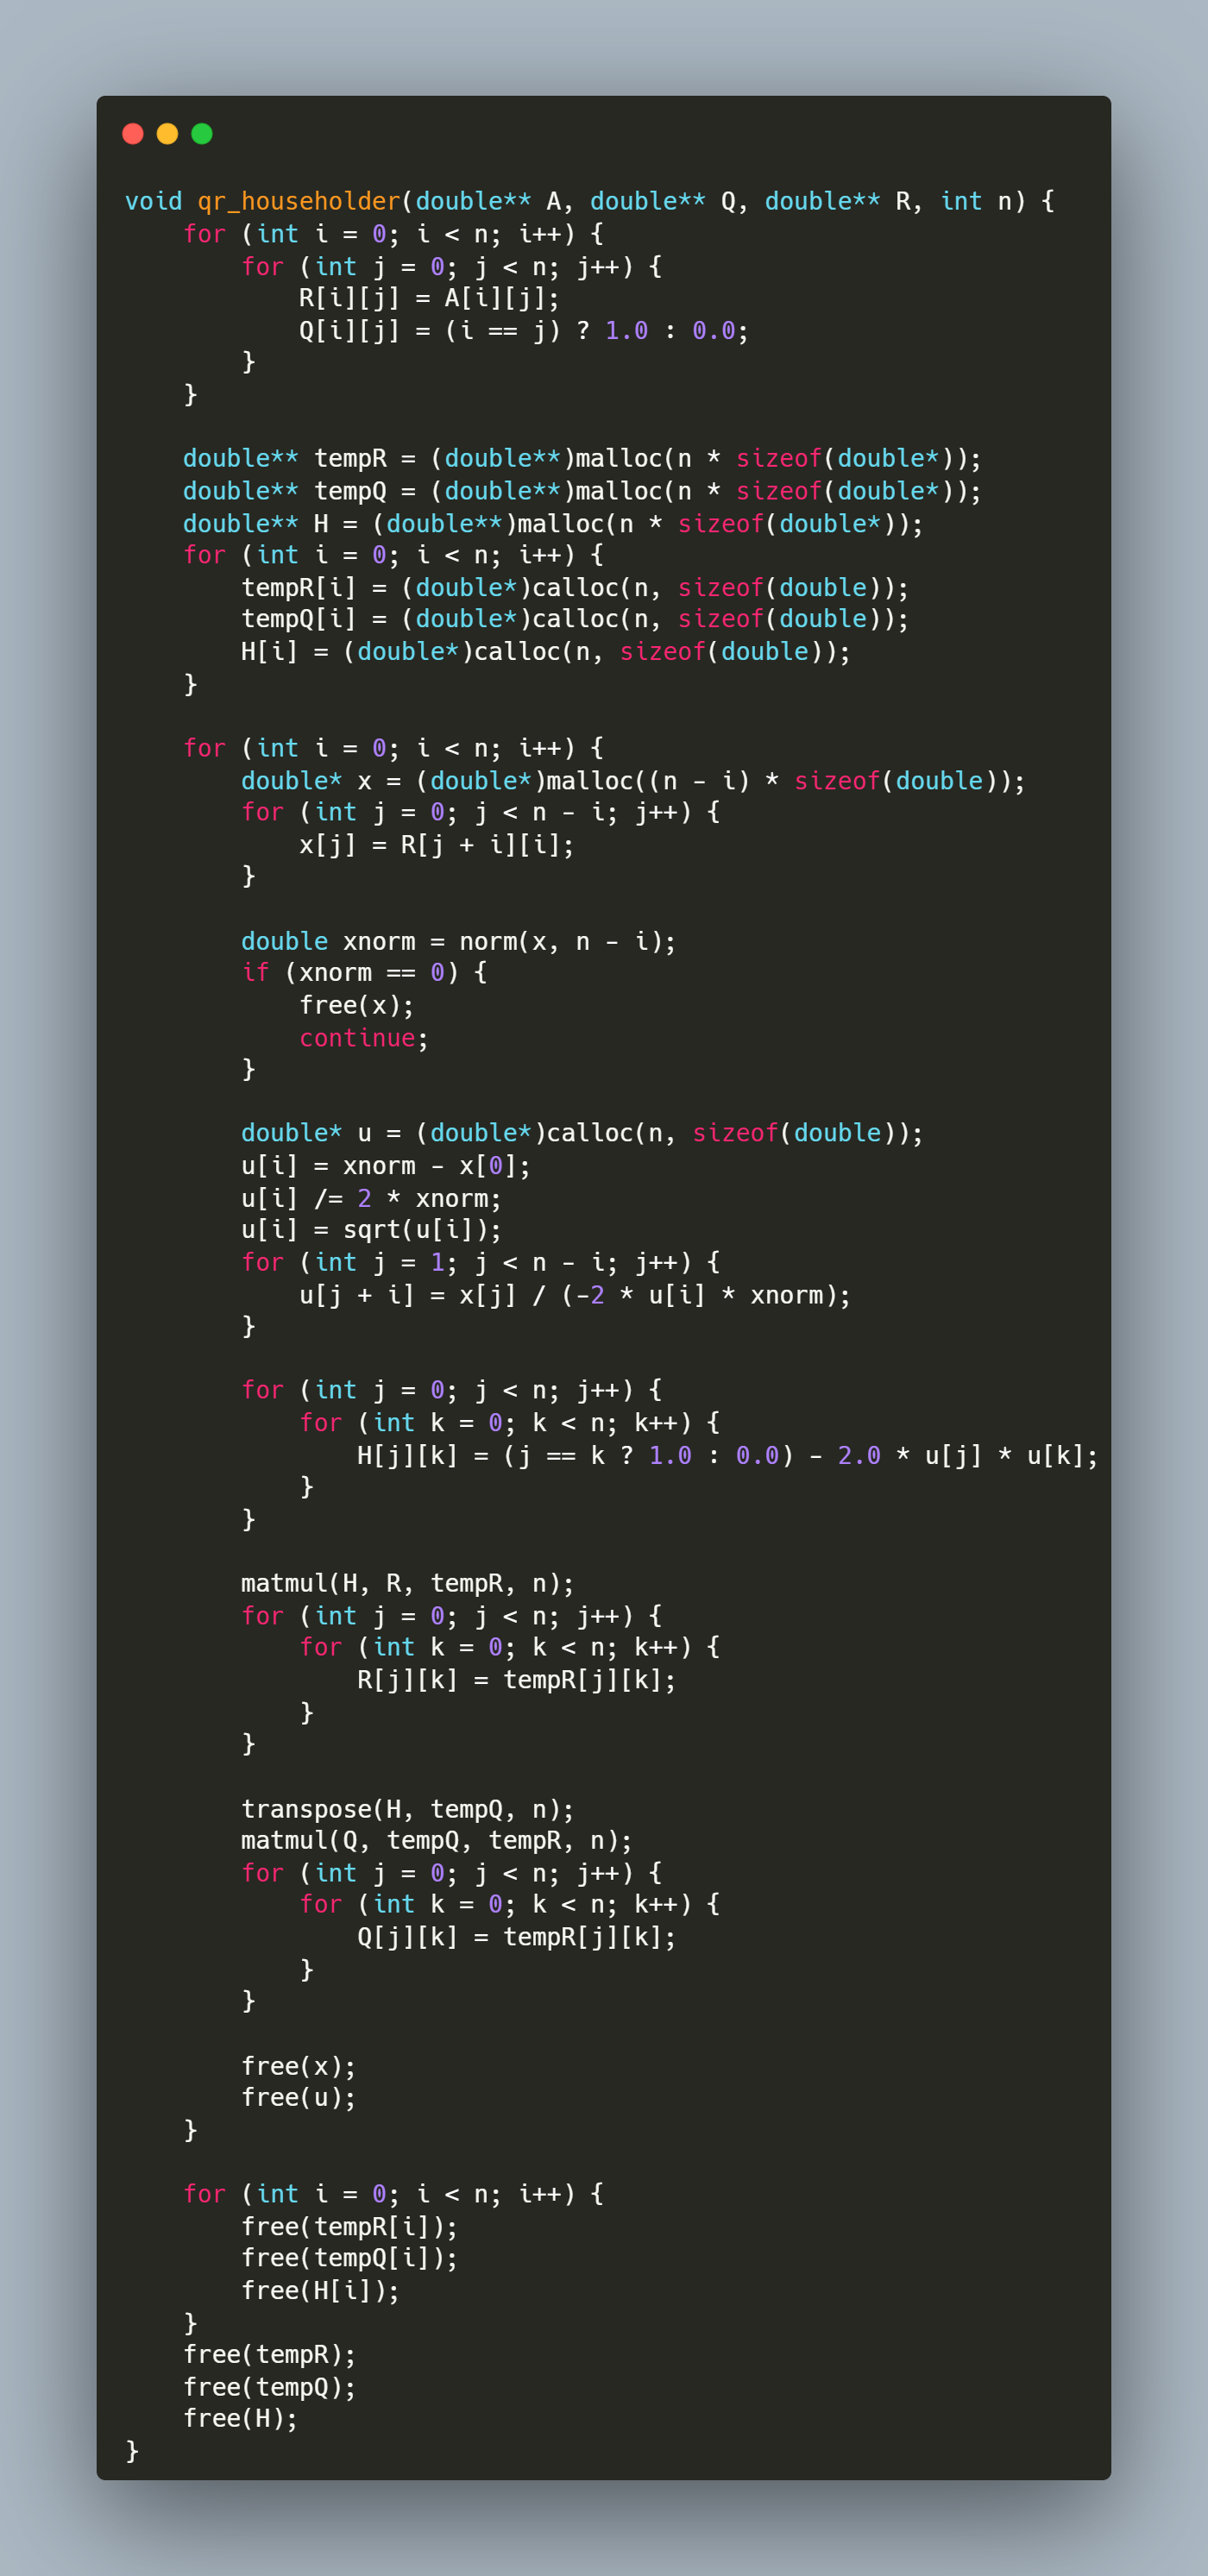 void qr_householder(double** A, double** Q, double** R, int n) {
    for (int i = 0; i < n; i++) {
        for (int j = 0; j < n; j++) {
            R[i][j] = A[i][j];
            Q[i][j] = (i == j) ? 1.0 : 0.0;
        }
    }

    double** tempR = (double**)malloc(n * sizeof(double*));
    double** tempQ = (double**)malloc(n * sizeof(double*));
    double** H = (double**)malloc(n * sizeof(double*));
    for (int i = 0; i < n; i++) {
        tempR[i] = (double*)calloc(n, sizeof(double));
        tempQ[i] = (double*)calloc(n, sizeof(double));
        H[i] = (double*)calloc(n, sizeof(double));
    }

    for (int i = 0; i < n; i++) {
        double* x = (double*)malloc((n - i) * sizeof(double));
        for (int j = 0; j < n - i; j++) {
            x[j] = R[j + i][i];
        }

        double xnorm = norm(x, n - i);
        if (xnorm == 0) {
            free(x);
            continue;
        }

        double* u = (double*)calloc(n, sizeof(double));
        u[i] = xnorm - x[0];
        u[i] /= 2 * xnorm;
        u[i] = sqrt(u[i]);
        for (int j = 1; j < n - i; j++) {
            u[j + i] = x[j] / (-2 * u[i] * xnorm);
        }

        for (int j = 0; j < n; j++) {
            for (int k = 0; k < n; k++) {
                H[j][k] = (j == k ? 1.0 : 0.0) - 2.0 * u[j] * u[k];
            }
        }

        matmul(H, R, tempR, n);
        for (int j = 0; j < n; j++) {
            for (int k = 0; k < n; k++) {
                R[j][k] = tempR[j][k];
            }
        }

        transpose(H, tempQ, n);
        matmul(Q, tempQ, tempR, n);
        for (int j = 0; j < n; j++) {
            for (int k = 0; k < n; k++) {
                Q[j][k] = tempR[j][k];
            }
        }

        free(x);
        free(u);
    }

    for (int i = 0; i < n; i++) {
        free(tempR[i]);
        free(tempQ[i]);
        free(H[i]);
    }
    free(tempR);
    free(tempQ);
    free(H);
}